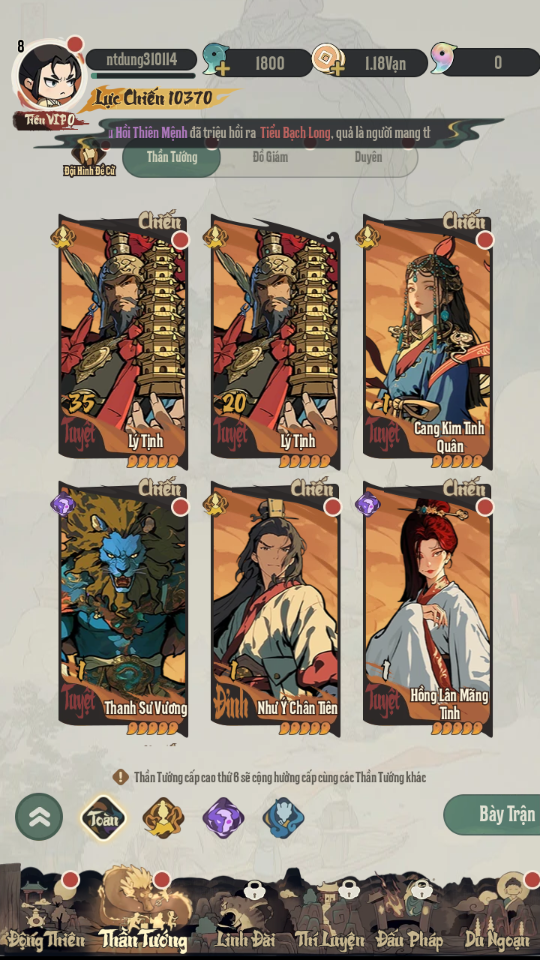 8
ntdung310114
1800
1.18Vạn
0
Lực Chiến 10370
Tiên VIP 0
Hồi Thiên Mệnh đã triệu hồi ra Tiểu Bạch Long, quả là người mang th
Đội Hình Đề Cử
Thần Tướng
Đồ Giám
Duyên
Chiến
35
Tuyệt
Lý Tịnh
20
Tuyệt
Lý Tịnh
Chiến
1
Tuyệt
Cang Kim Tinh
Quân
Chiến
1
Tuyệt
Thanh Sư Vương
Chiến
1
Đỉnh
Như Ý Chân Tiên
Chiến
1
Tuyệt
Hồng Lân Mãng
Tinh
Thần Tướng cấp cao thứ 6 sẽ cộng hưởng cấp cùng các Thần Tướng khác
Toàn
Bày Trận
Động Thiên
Thần Tướng
Linh Đài
Thí Luyện
Đấu Pháp
Du Ngoạn